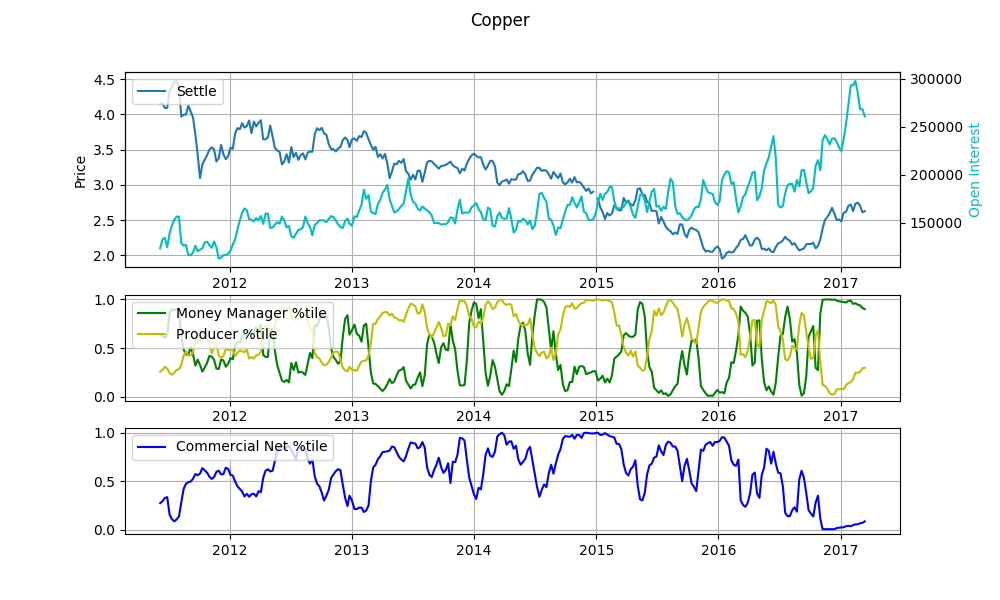 Copper
4.5
4.0
3.5
3.0
2.5
2.0
Price
Settle
300000
250000
200000
150000
Open Interest
2012 2013 2014 2015 2016 2017
1.0
0.5
0.0
Money Manager %tile
Producer %tile
2012 2013 2014 2015 2016 2017
1.0
0.5
0.0
Commercial Net %tile
2012 2013 2014 2015 2016 2017